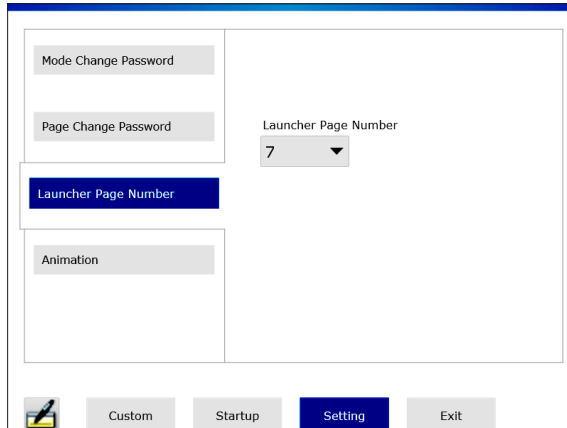 Mode Change Password
Page Change Password
Launcher Page Number
7
Launcher Page Number
Animation
Custom
Startup
Setting
Exit